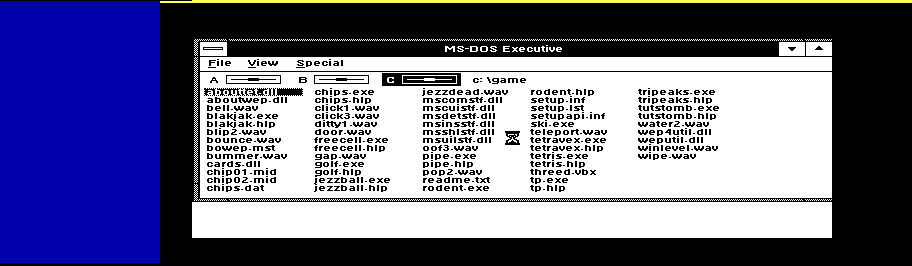 MS-DOS Executive
File View Special
A B C c: \game
abouttet.dll chips.exe jezzdead.wav rodent.hlp tripeaks.exe
aboutwep.dll chips.hlp mscomstf.dll setup.inf tripeaks.hlp
bell.wav click1.wav mscuistf.dll setup.lst tutstomb.exe
blakjak.exe click3.wav msdetstf.dll setupapi.inf tutstomb.hlp
blakjak.hlp ditty1.wav msinsstf.dll ski.exe water2.wav
blip2.wav door.wav msshlstf.dll teleport.wav wep4util.dll
bounce.wav freecell.exe msuilstf.dll tetravex.exe weputil.dll
bowep.mst freecell.hlp oof3.wav tetravex.hlp winlevel.wav
bummer.wav gap.wav pipe.exe tetris.exe wipe.wav
cards.dll golf.exe pipe.hlp tetris.hlp
chip01.mid golf.hlp pop2.wav threed.vbx
chip02.mid jezzball.exe readme.txt tp.exe
chips.dat jezzball.hlp rodent.exe tp.hlp